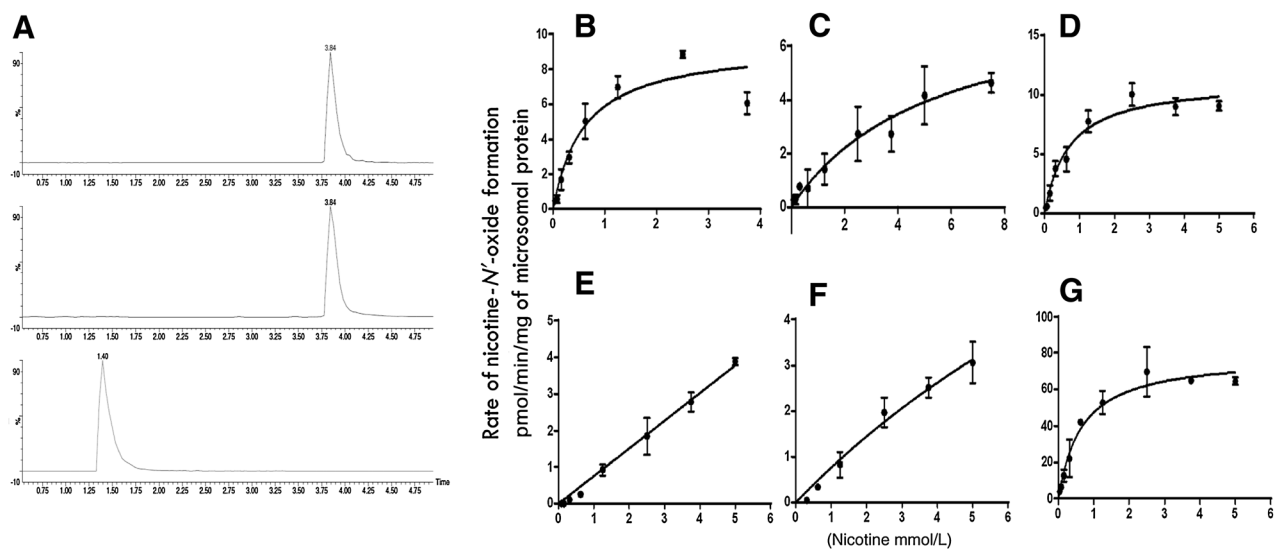 A
3.84
90
%
-10
0.75 1.00 1.25 1.50 1.75 2.00 2.25 2.50 2.75 3.00 3.25 3.50 3.75 4.00 4.25 4.50 4.75
3.84
90
%
-10
0.75 1.00 1.25 1.50 1.75 2.00 2.25 2.50 2.75 3.00 3.25 3.50 3.75 4.00 4.25 4.50 4.75
1.40
90
%
-10
0.75 1.00 1.25 1.50 1.75 2.00 2.25 2.50 2.75 3.00 3.25 3.50 3.75 4.00 4.25 4.50 4.75
Time
Rate of nicotine-N′-oxide formation
pmol/min/mg of microsomal protein
B
10
8
6
4
2
0
0 1 2 3 4
C
6
4
2
0
2 4 6 8
D
15
10
5
0
0 1 2 3 4 5 6
E
5
4
3
2
1
0
0 1 2 3 4 5 6
F
4
3
2
1
0
0 1 2 3 4 5 6
(Nicotine mmol/L)
G
100
80
60
40
20
0
0 1 2 3 4 5 6